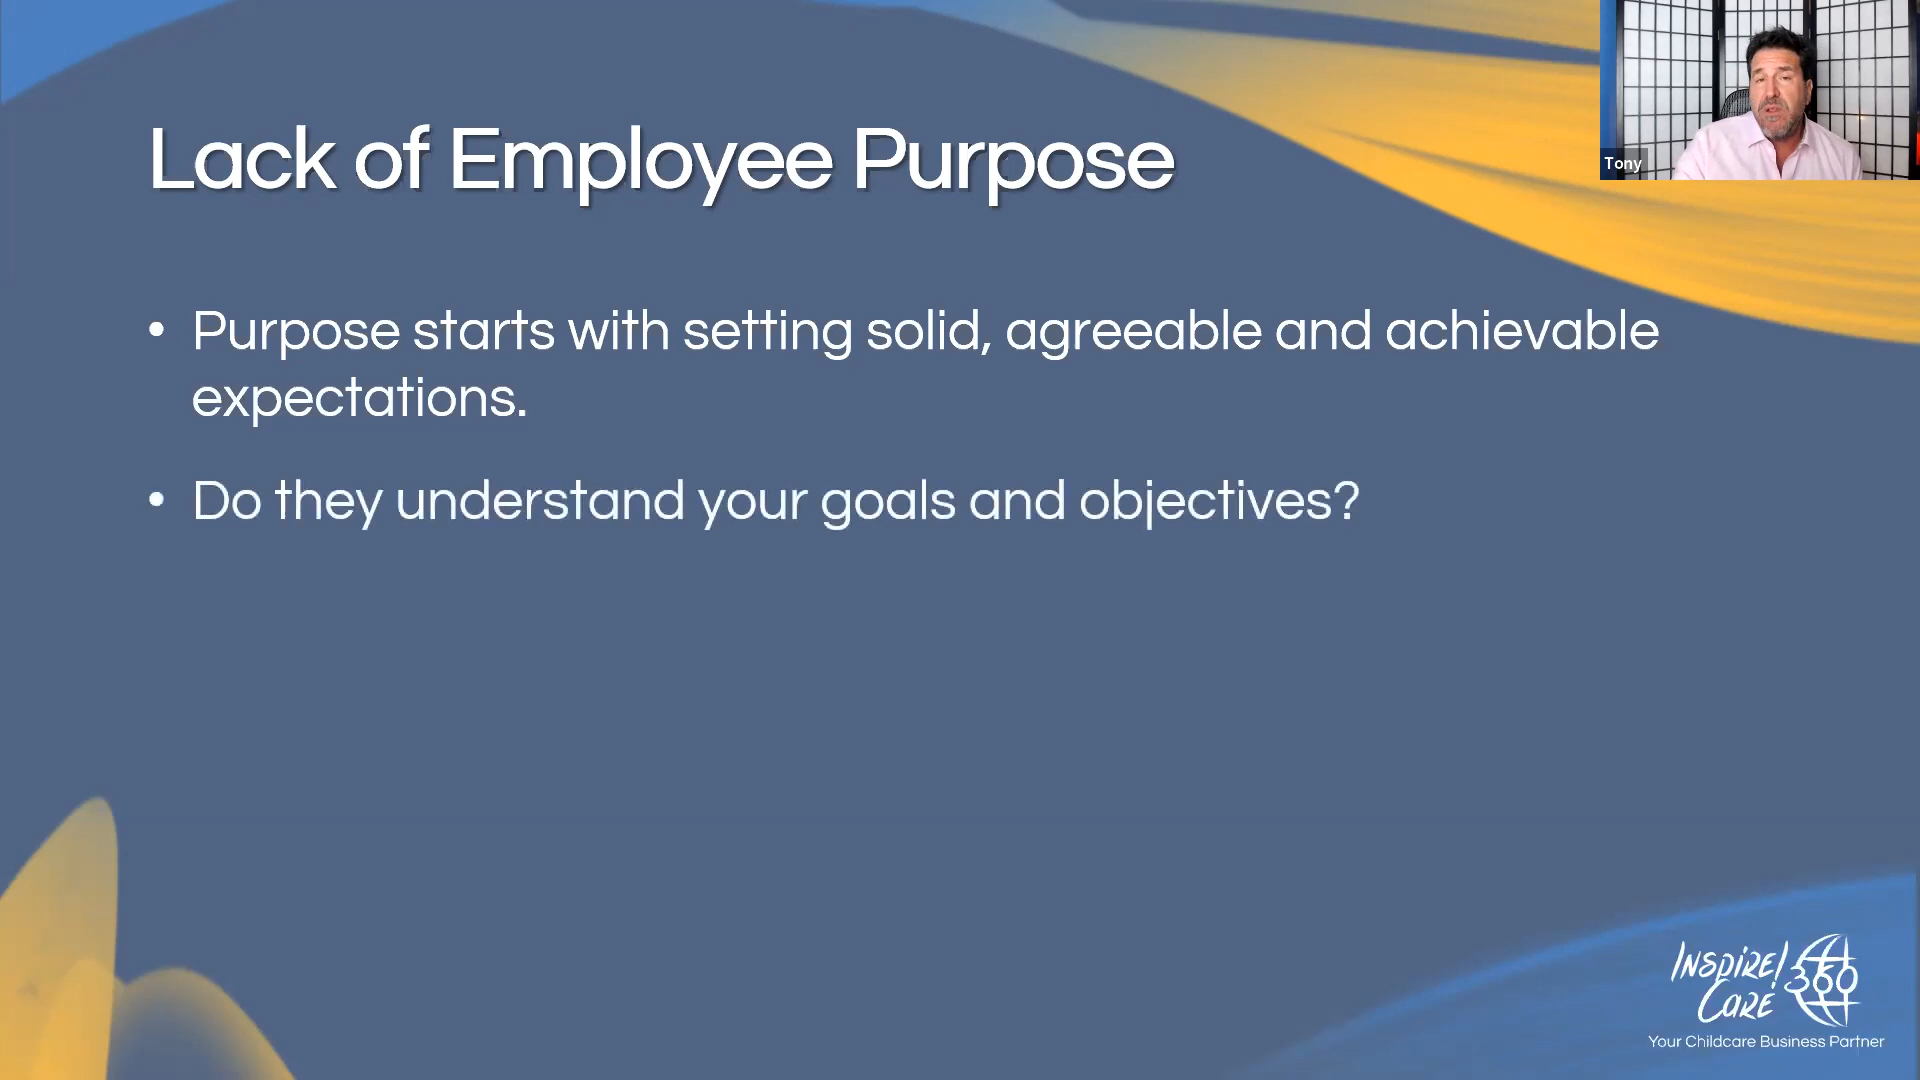 Lack of Employee Purpose
• Purpose starts with setting solid, agreeable and achievable
expectations.
• Do they understand your goals and objectives?
Tony
INSPIRE! 360
CARE
Your Childcare Business Partner